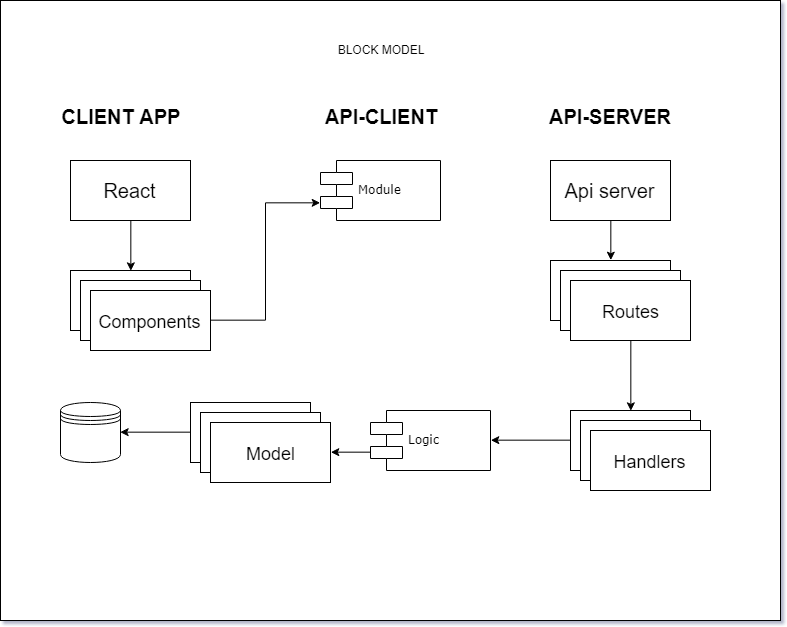 BLOCK MODEL
CLIENT APP
API-CLIENT
API-SERVER
React
Module
Api server
Components
Routes
Model
Logic
Handlers